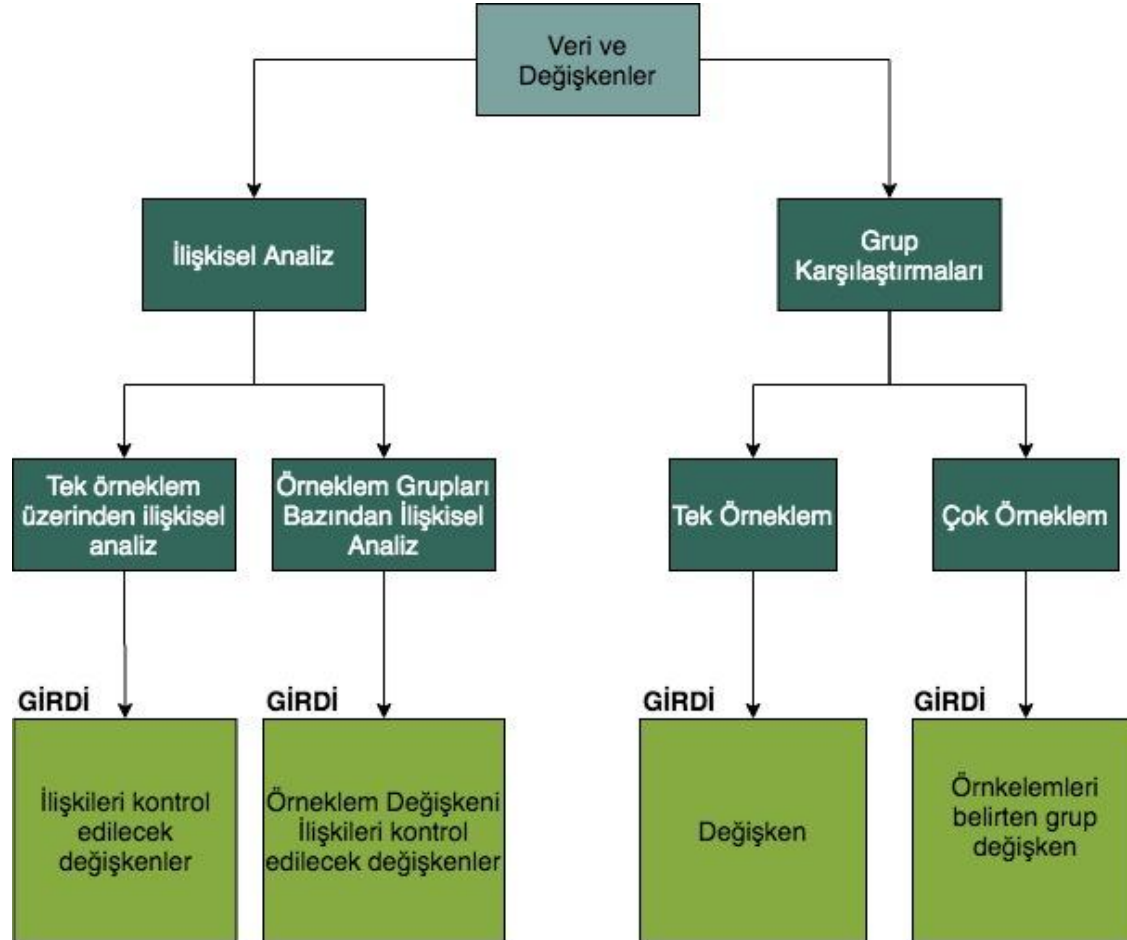 Veri ve
Değişkenler
İlişkisel Analiz
Grup
Karşılaştırmaları
Tek örneklem
üzerinden ilişkisel
analiz
Örneklem Grupları
Bazından İlişkisel
Analiz
Tek Örneklem
Çok Örneklem
GİRDİ
GİRDİ
GİRDİ
GİRDİ
İlişkileri kontrol
edilecek
değişkenler
Örneklem Değişkeni
İlişkileri kontrol
edilecek değişkenler
Değişken
Örnkelemleri
belirten grup
değişken